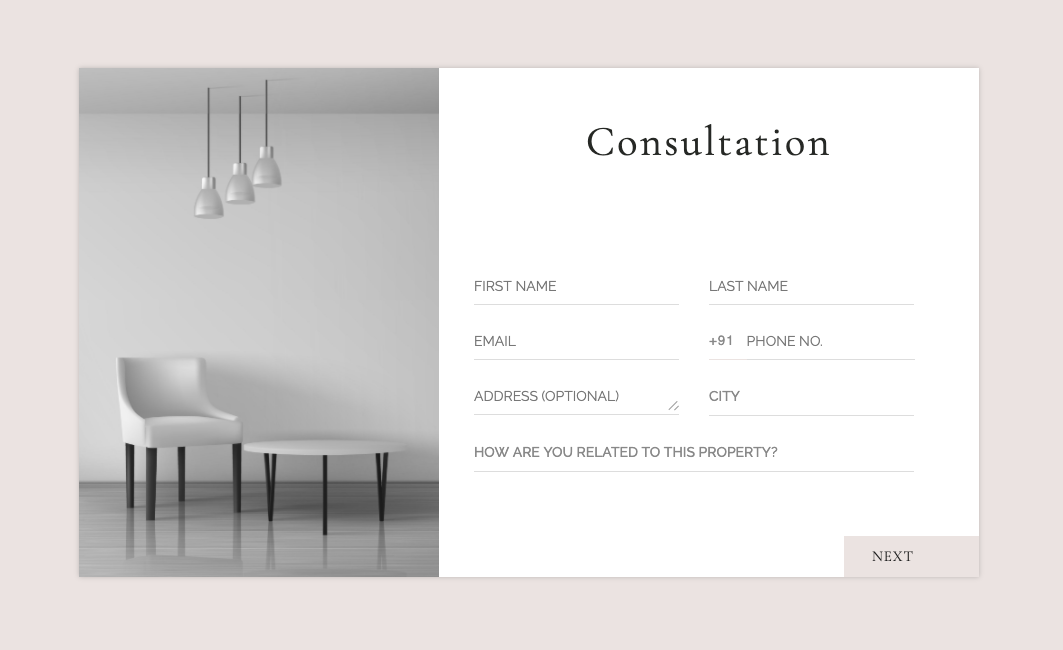 Consultation
FIRST NAME
LAST NAME
EMAIL
+91 PHONE NO.
ADDRESS (OPTIONAL)
CITY
HOW ARE YOU RELATED TO THIS PROPERTY?
NEXT